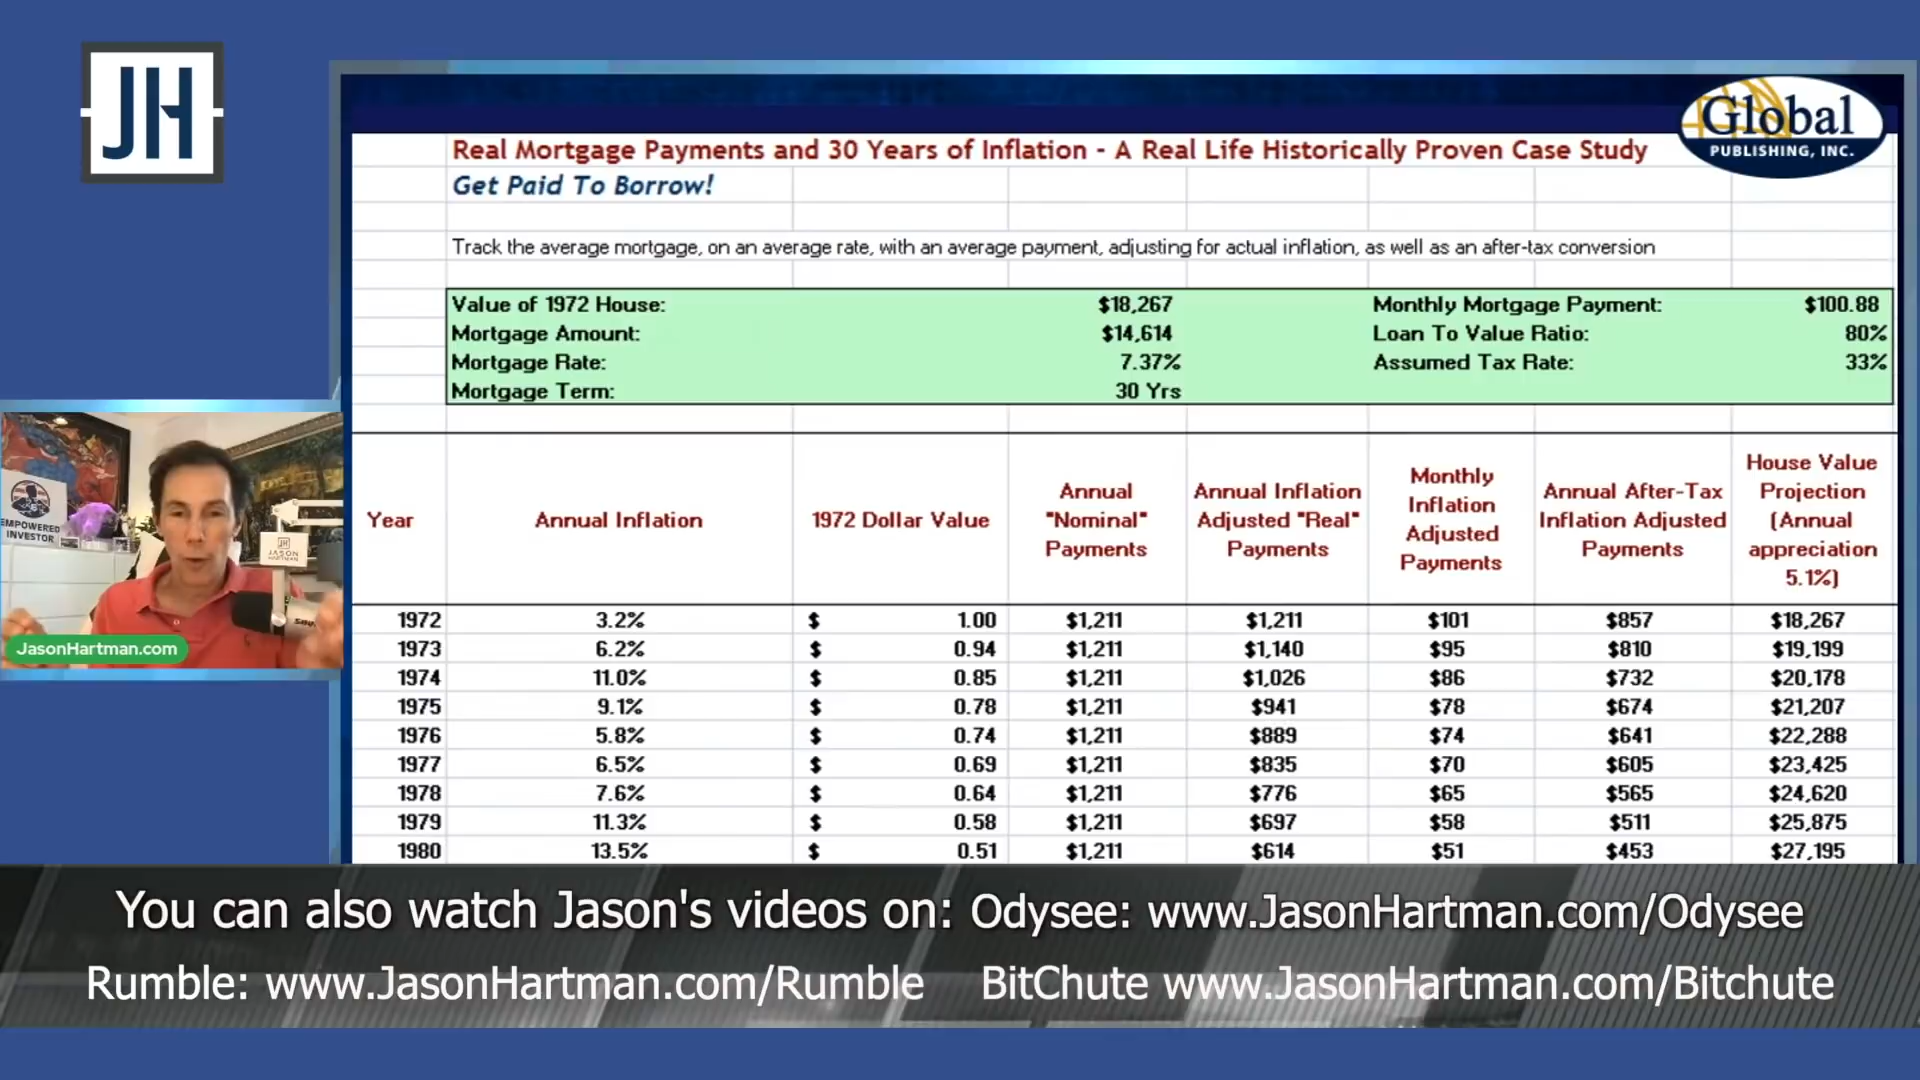 JH
Global
PUBLISHING, INC.
Real Mortgage Payments and 30 Years of Inflation - A Real Life Historically Proven Case Study
Get Paid To Borrow!
Track the average mortgage, on an average rate, with an average payment, adjusting for actual inflation, as well as an after-tax conversion
Value of 1972 House: $18,267 Monthly Mortgage Payment: $100.88
Mortgage Amount: $14,614 Loan To Value Ratio: 80%
Mortgage Rate: 7.37% Assumed Tax Rate: 33%
Mortgage Term: 30 Yrs
Year
Annual Inflation
1972 Dollar Value
Annual
"Nominal"
Payments
Annual Inflation
Adjusted "Real"
Payments
Monthly
Inflation
Adjusted
Payments
Annual After-Tax
Inflation Adjusted
Payments
House Value
Projection
(Annual
appreciation
5.1%)
1972 3.2% $ 1.00 $1,211 $1,211 $101 $857 $18,267
1973 6.2% $ 0.94 $1,211 $1,140 $95 $810 $19,199
1974 11.0% $ 0.85 $1,211 $1,026 $86 $732 $20,178
1975 9.1% $ 0.78 $1,211 $941 $78 $674 $21,207
1976 5.8% $ 0.74 $1,211 $889 $74 $641 $22,288
1977 6.5% $ 0.69 $1,211 $835 $70 $605 $23,425
1978 7.6% $ 0.64 $1,211 $776 $65 $565 $24,620
1979 11.3% $ 0.58 $1,211 $697 $58 $511 $25,875
1980 13.5% $ 0.51 $1,211 $614 $51 $453 $27,195
EMPOWERED
INVESTOR
JH
JASON
HARTMAN
JasonHartman.com
You can also watch Jason's videos on: Odysee: www.JasonHartman.com/Odysee
Rumble: www.JasonHartman.com/Rumble BitChute www.JasonHartman.com/Bitchute